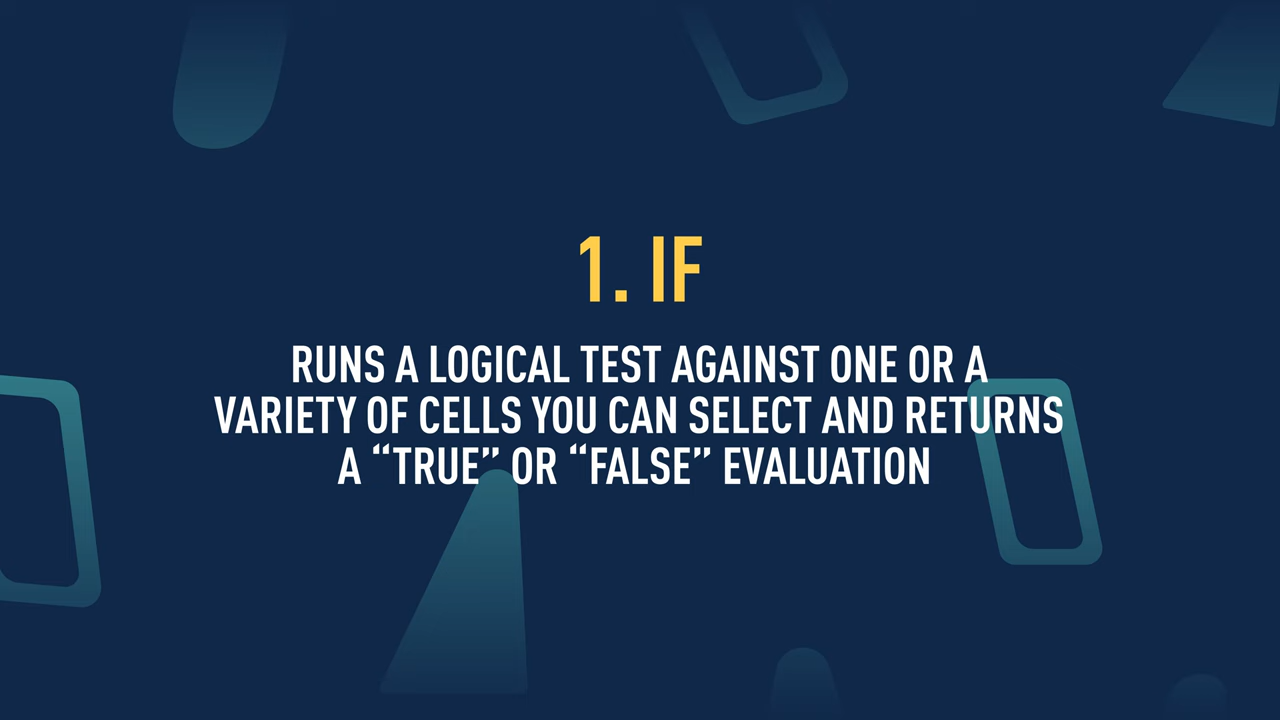 1. IF
RUNS A LOGICAL TEST AGAINST ONE OR A
VARIETY OF CELLS YOU CAN SELECT AND RETURNS
A “TRUE” OR “FALSE” EVALUATION